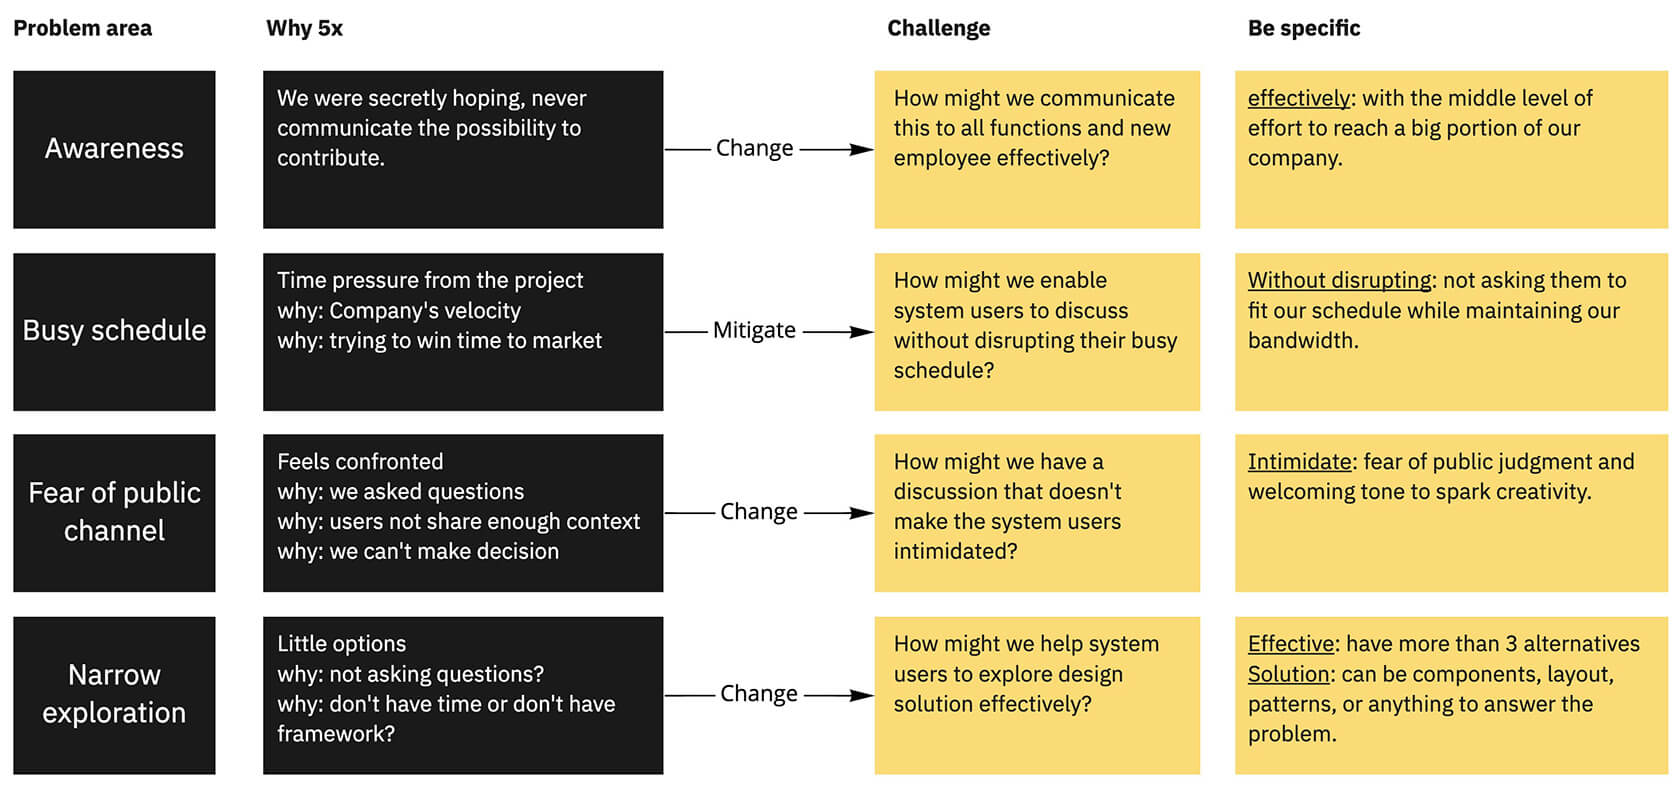 Problem area
Why 5x
Challenge
Be specific
Awareness
We were secretly hoping, never
communicate the possibility to
contribute.
Change
How might we communicate
this to all functions and new
employee effectively?
effectively: with the middle level of
effort to reach a big portion of our
company.
Busy schedule
Time pressure from the project
why: Company's velocity
why: trying to win time to market
Mitigate
How might we enable
system users to discuss
without disrupting their busy
schedule?
Without disrupting: not asking them to
fit our schedule while maintaining our
bandwidth.
Fear of public
channel
Feels confronted
why: we asked questions
why: users not share enough context
why: we can't make decision
Change
How might we have a
discussion that doesn't
make the system users
intimidated?
Intimidate: fear of public judgment and
welcoming tone to spark creativity.
Narrow
exploration
Little options
why: not asking questions?
why: don't have time or don't have
framework?
Change
How might we help system
users to explore design
solution effectively?
Effective: have more than 3 alternatives
Solution: can be components, layout,
patterns, or anything to answer the
problem.